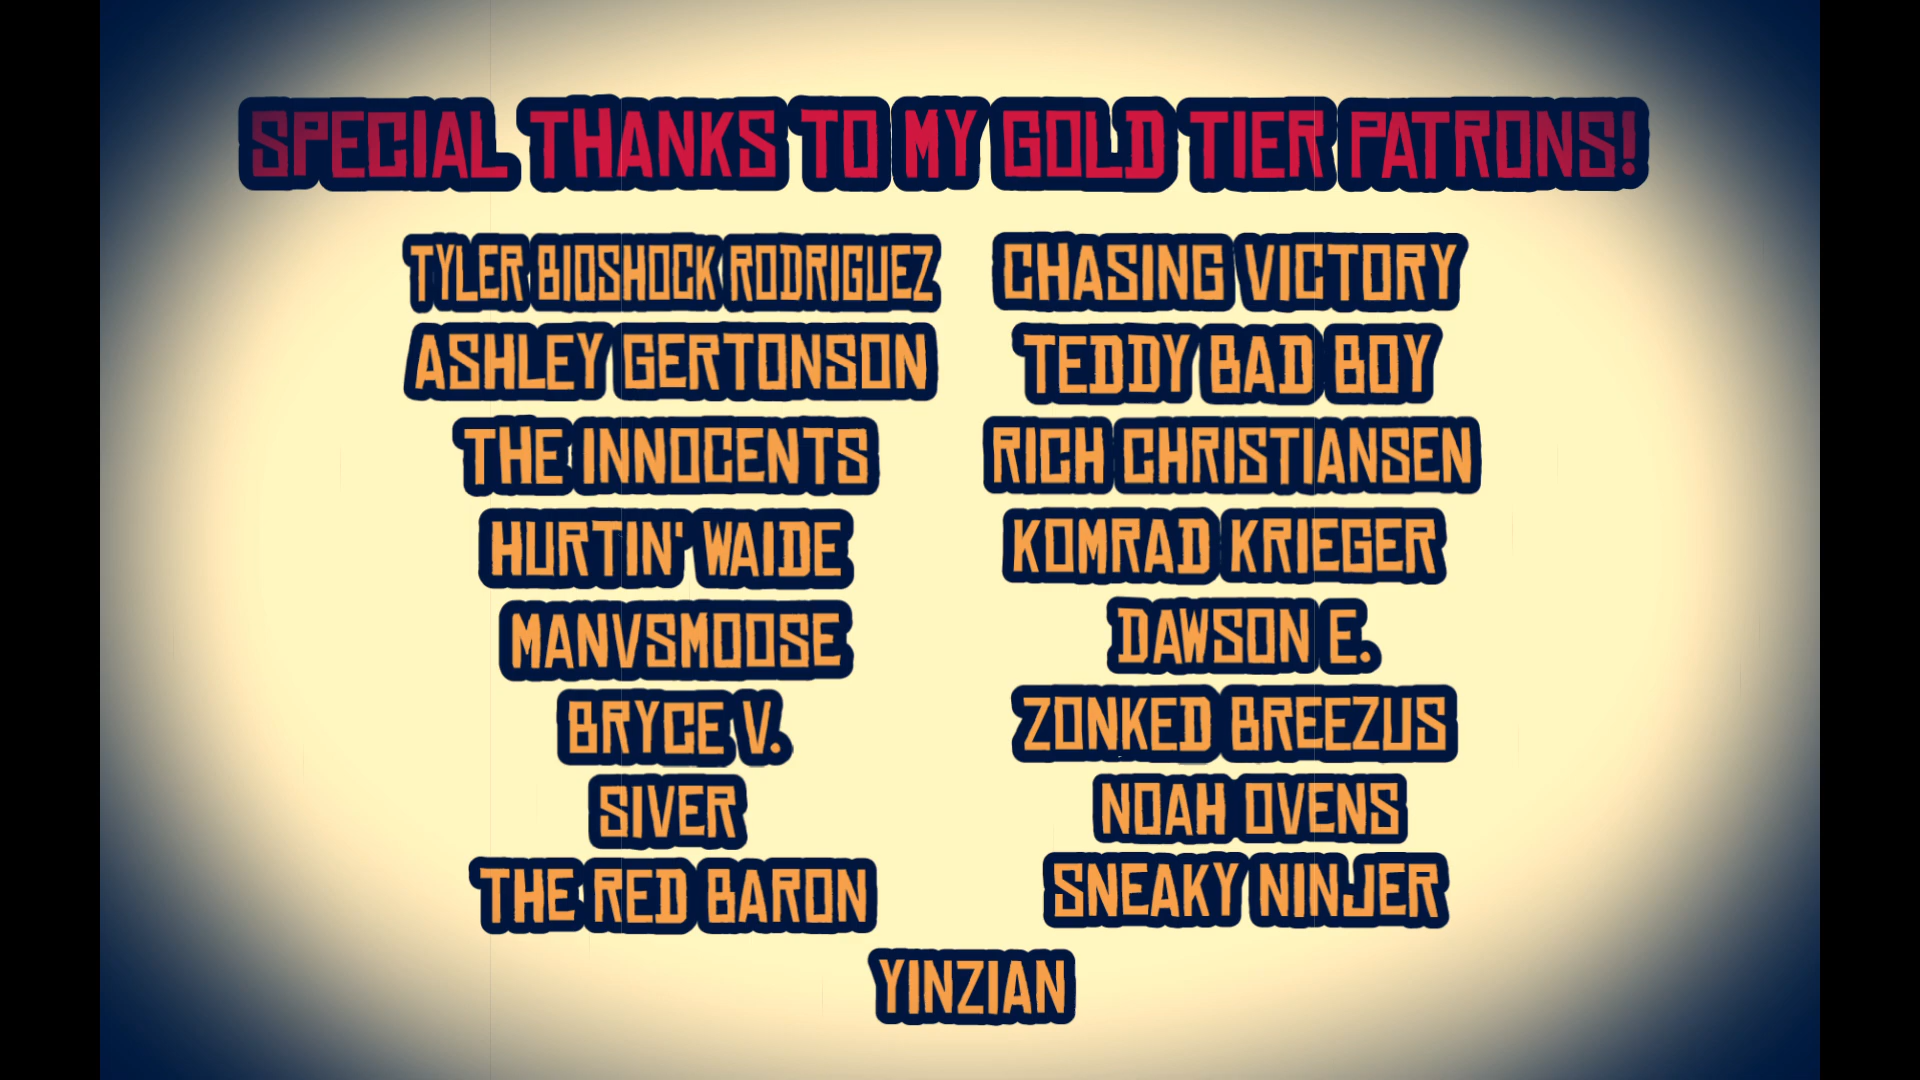 SPECIAL THANKS TO MY GOLD TIER PATRONS!
TYLER BIOSHOCK RODRIGUEZ
ASHLEY GERTONSON
THE INNOCENTS
HURTIN' WAIDE
MANVSMOOSE
BRYCE V.
SIVER
THE RED BARON
CHASING VICTORY
TEDDY BAD BOY
RICH CHRISTIANSEN
KOMRAD KRIEGER
DAWSON E.
ZONKED BREEZUS
NOAH OVENS
SNEAKY NINJER
YINZIAN